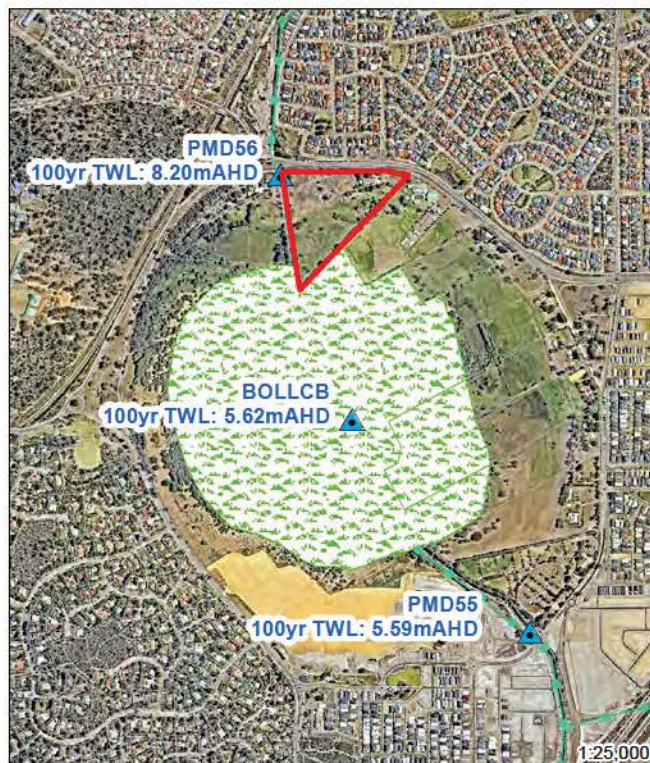 PMD56
100yr TWL: 8.20mAHD
BOLLCB
100yr TWL: 5.62mAHD
PMD55
100yr TWL: 5.59mAHD
1:25,000